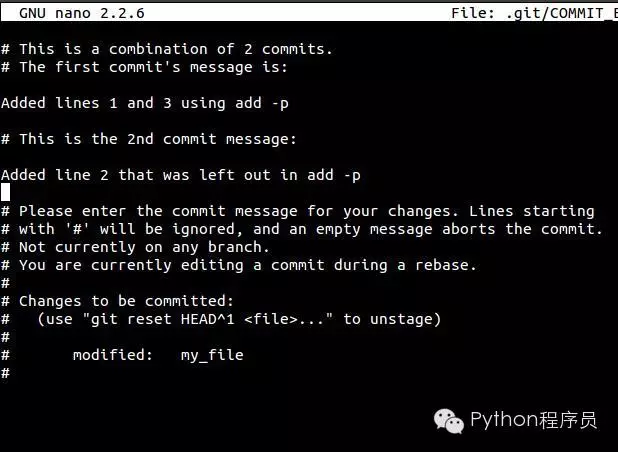 GNU nano 2.2.6 File: .git/COMMIT_E
# This is a combination of 2 commits.
# The first commit's message is:
Added lines 1 and 3 using add -p
# This is the 2nd commit message:
Added line 2 that was left out in add -p
# Please enter the commit message for your changes. Lines starting
# with '#' will be ignored, and an empty message aborts the commit.
# Not currently on any branch.
# You are currently editing a commit during a rebase.
#
# Changes to be committed:
#   (use "git reset HEAD^1 <file>..." to unstage)
#
#       modified:   my_file
#
Python程序员